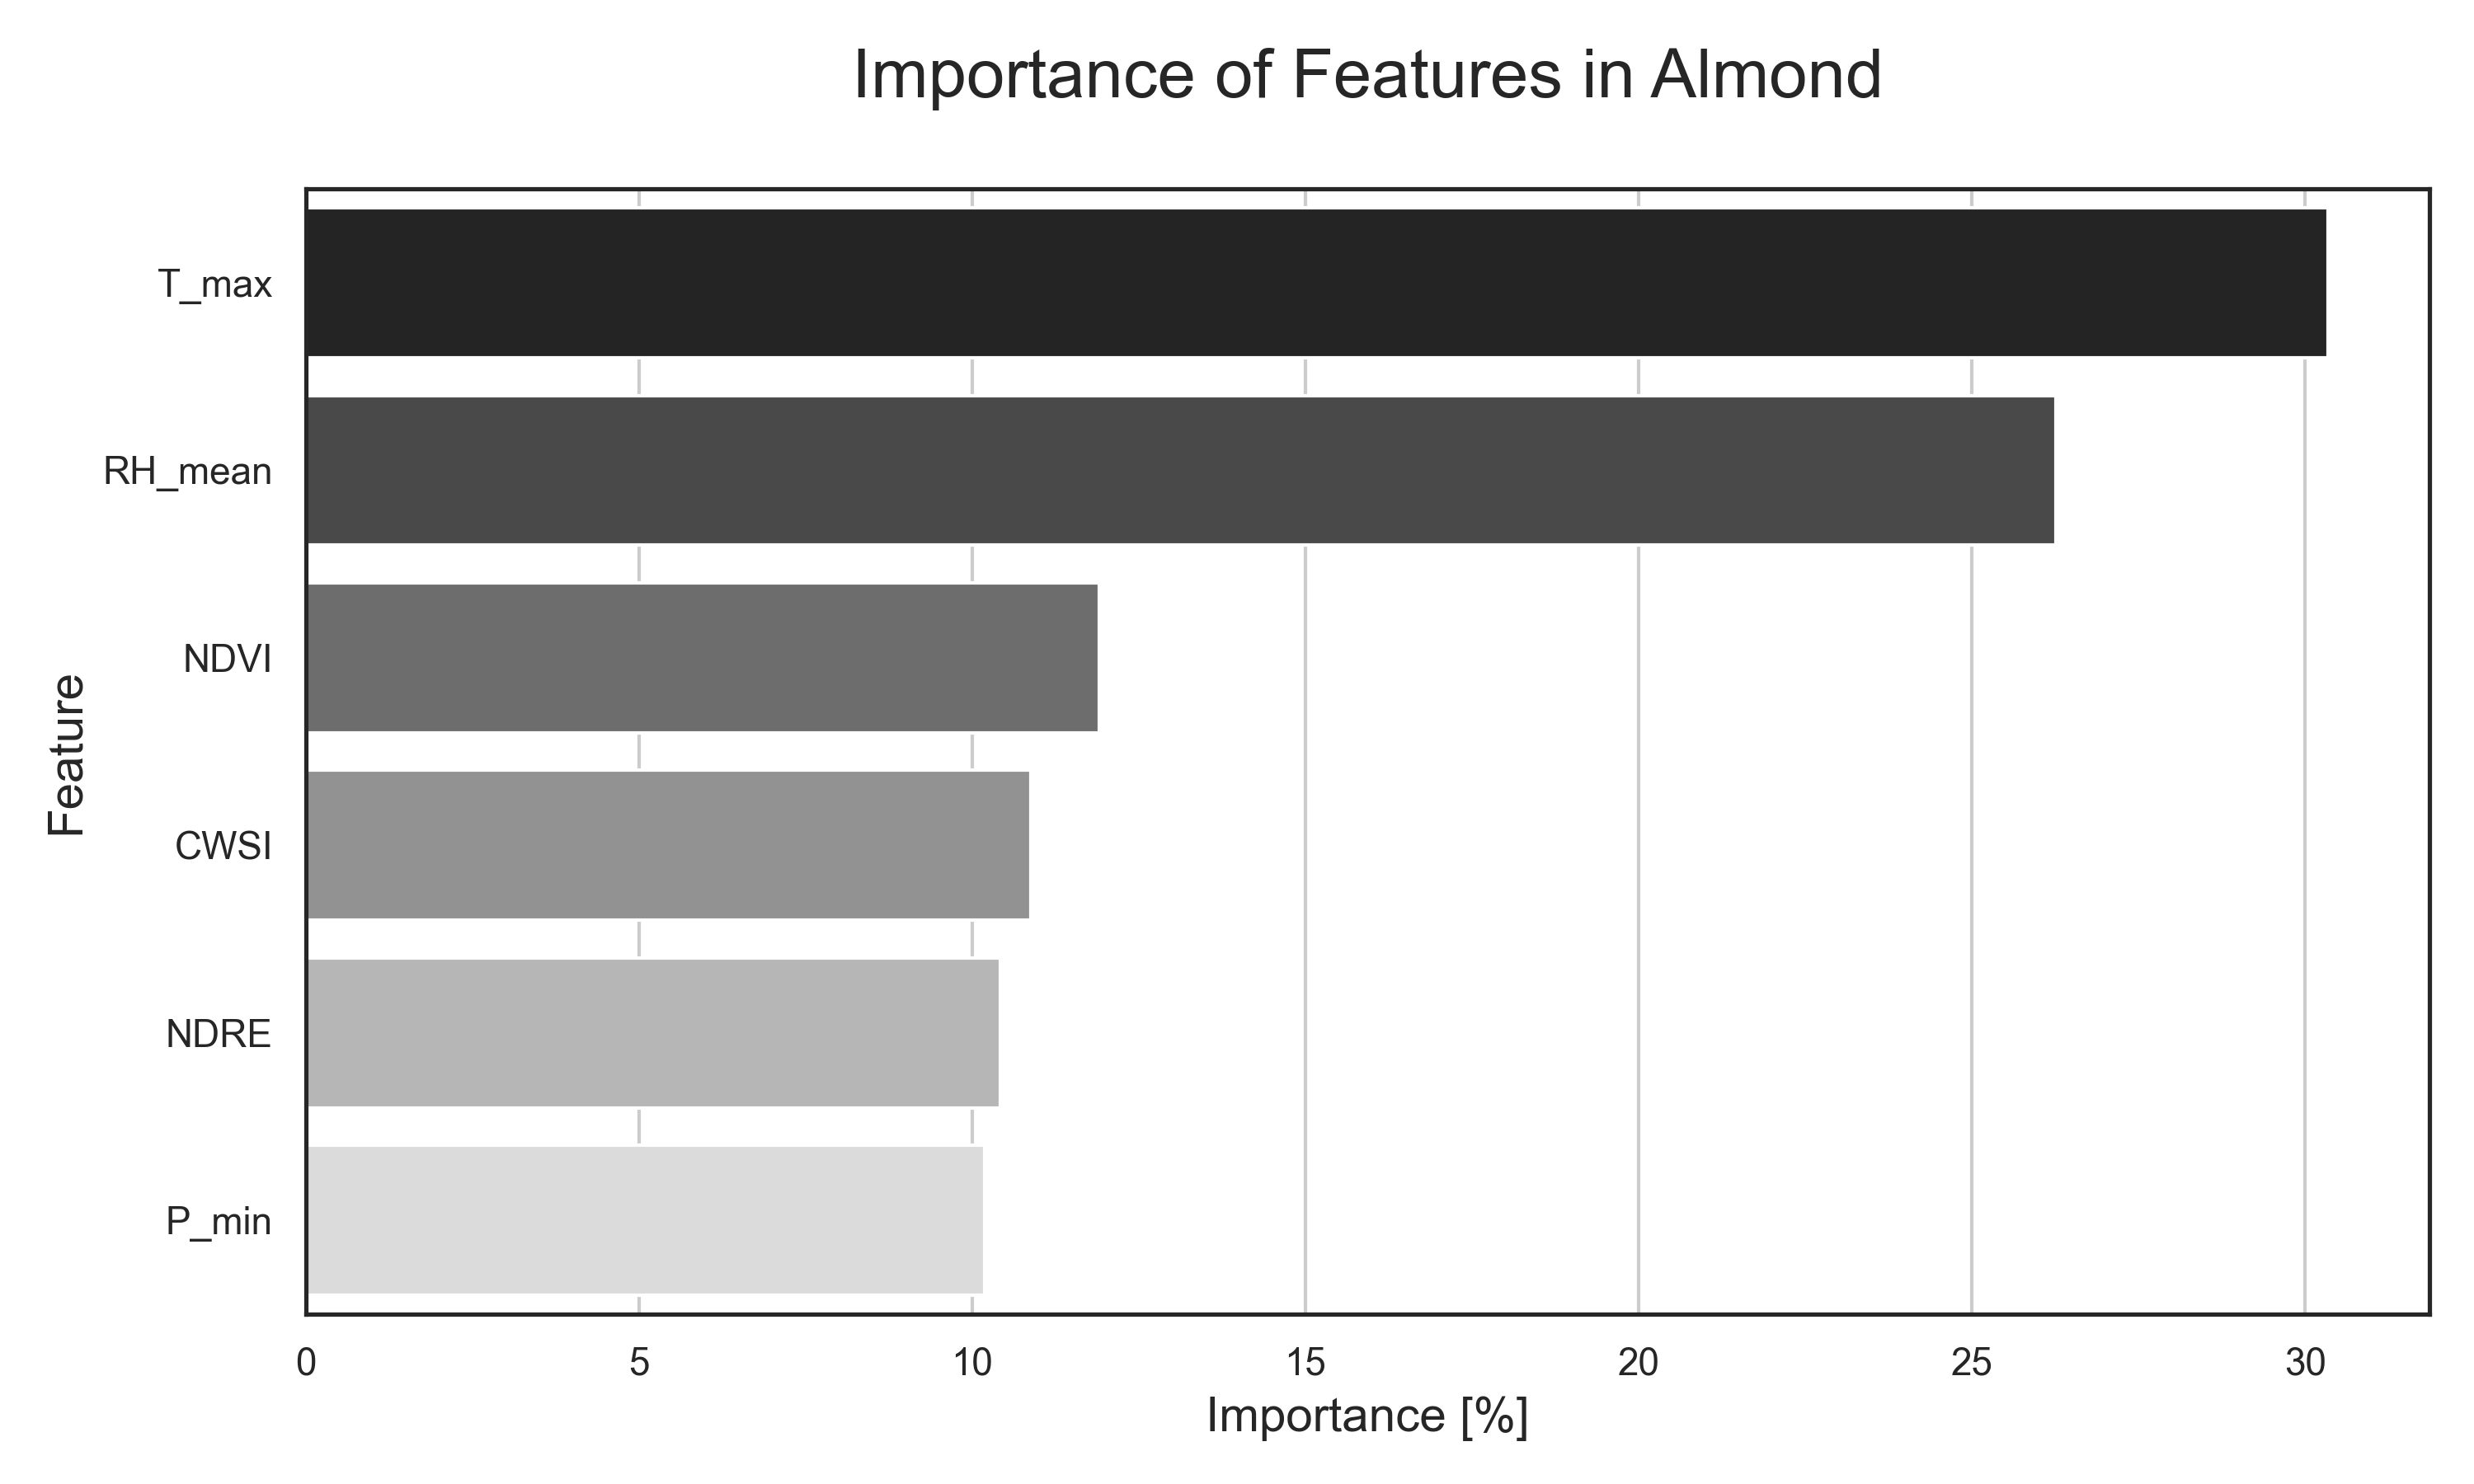 Importance of Features in Almond
Feature
T_max
RH_mean
NDVI
CWSI
NDRE
P_min
0 5 10 15 20 25 30
Importance [%]